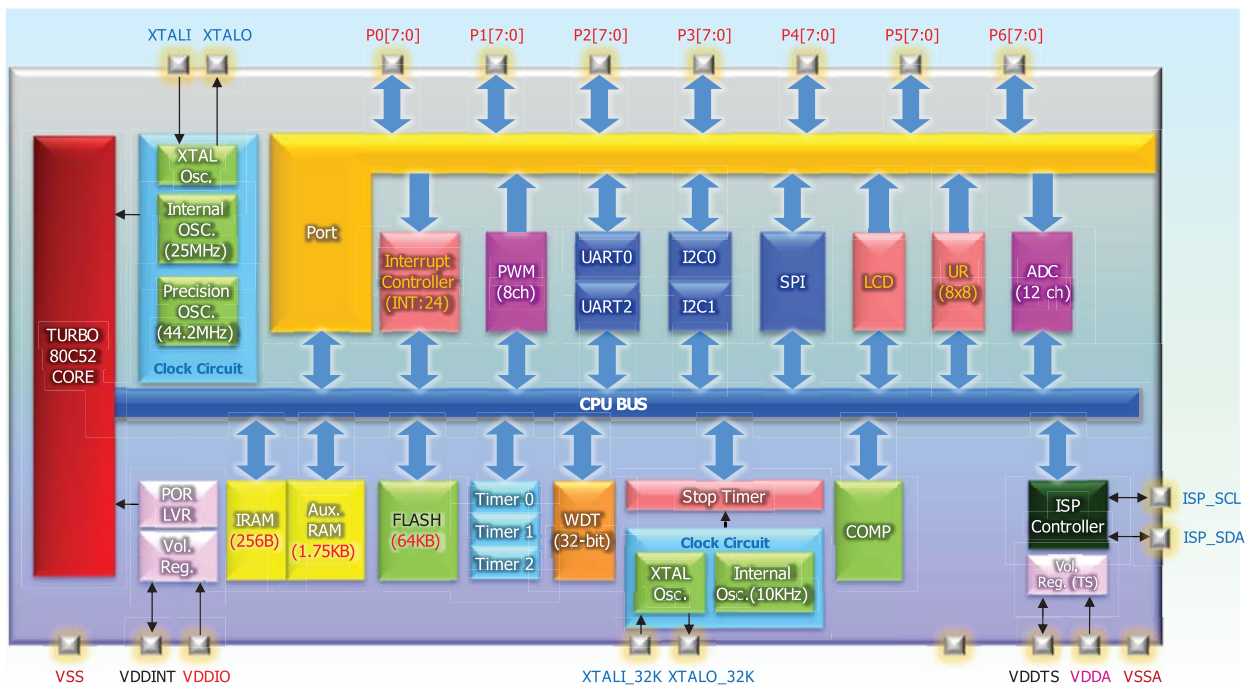 XTALI XTALO
P0[7:0] P1[7:0] P2[7:0] P3[7:0] P4[7:0] P5[7:0] P6[7:0]
TURBO
80C52
CORE
XTAL
Osc.
Internal
OSC.
(25MHz)
Precision
OSC.
(44.2MHz)
Clock Circuit
Port
Interrupt
Controller
(INT:24)
PWM
(8ch)
UART0
UART2
I2C0
I2C1
SPI
LCD
UR
(8x8)
ADC
(12 ch)
CPU BUS
POR
LVR
Vol.
Reg.
IRAM
(256B)
Aux.
RAM
(1.75KB)
FLASH
(64KB)
Timer 0
Timer 1
Timer 2
WDT
(32-bit)
Stop Timer
Clock Circuit
XTAL
Osc.
Internal
Osc.(10KHz)
COMP
ISP
Controller
Vol.
Reg. (TS)
ISP_SCL
ISP_SDA
VSS VDDINT VDDIO XTALI_32K XTALO_32K VDDTS VDDA VSSA